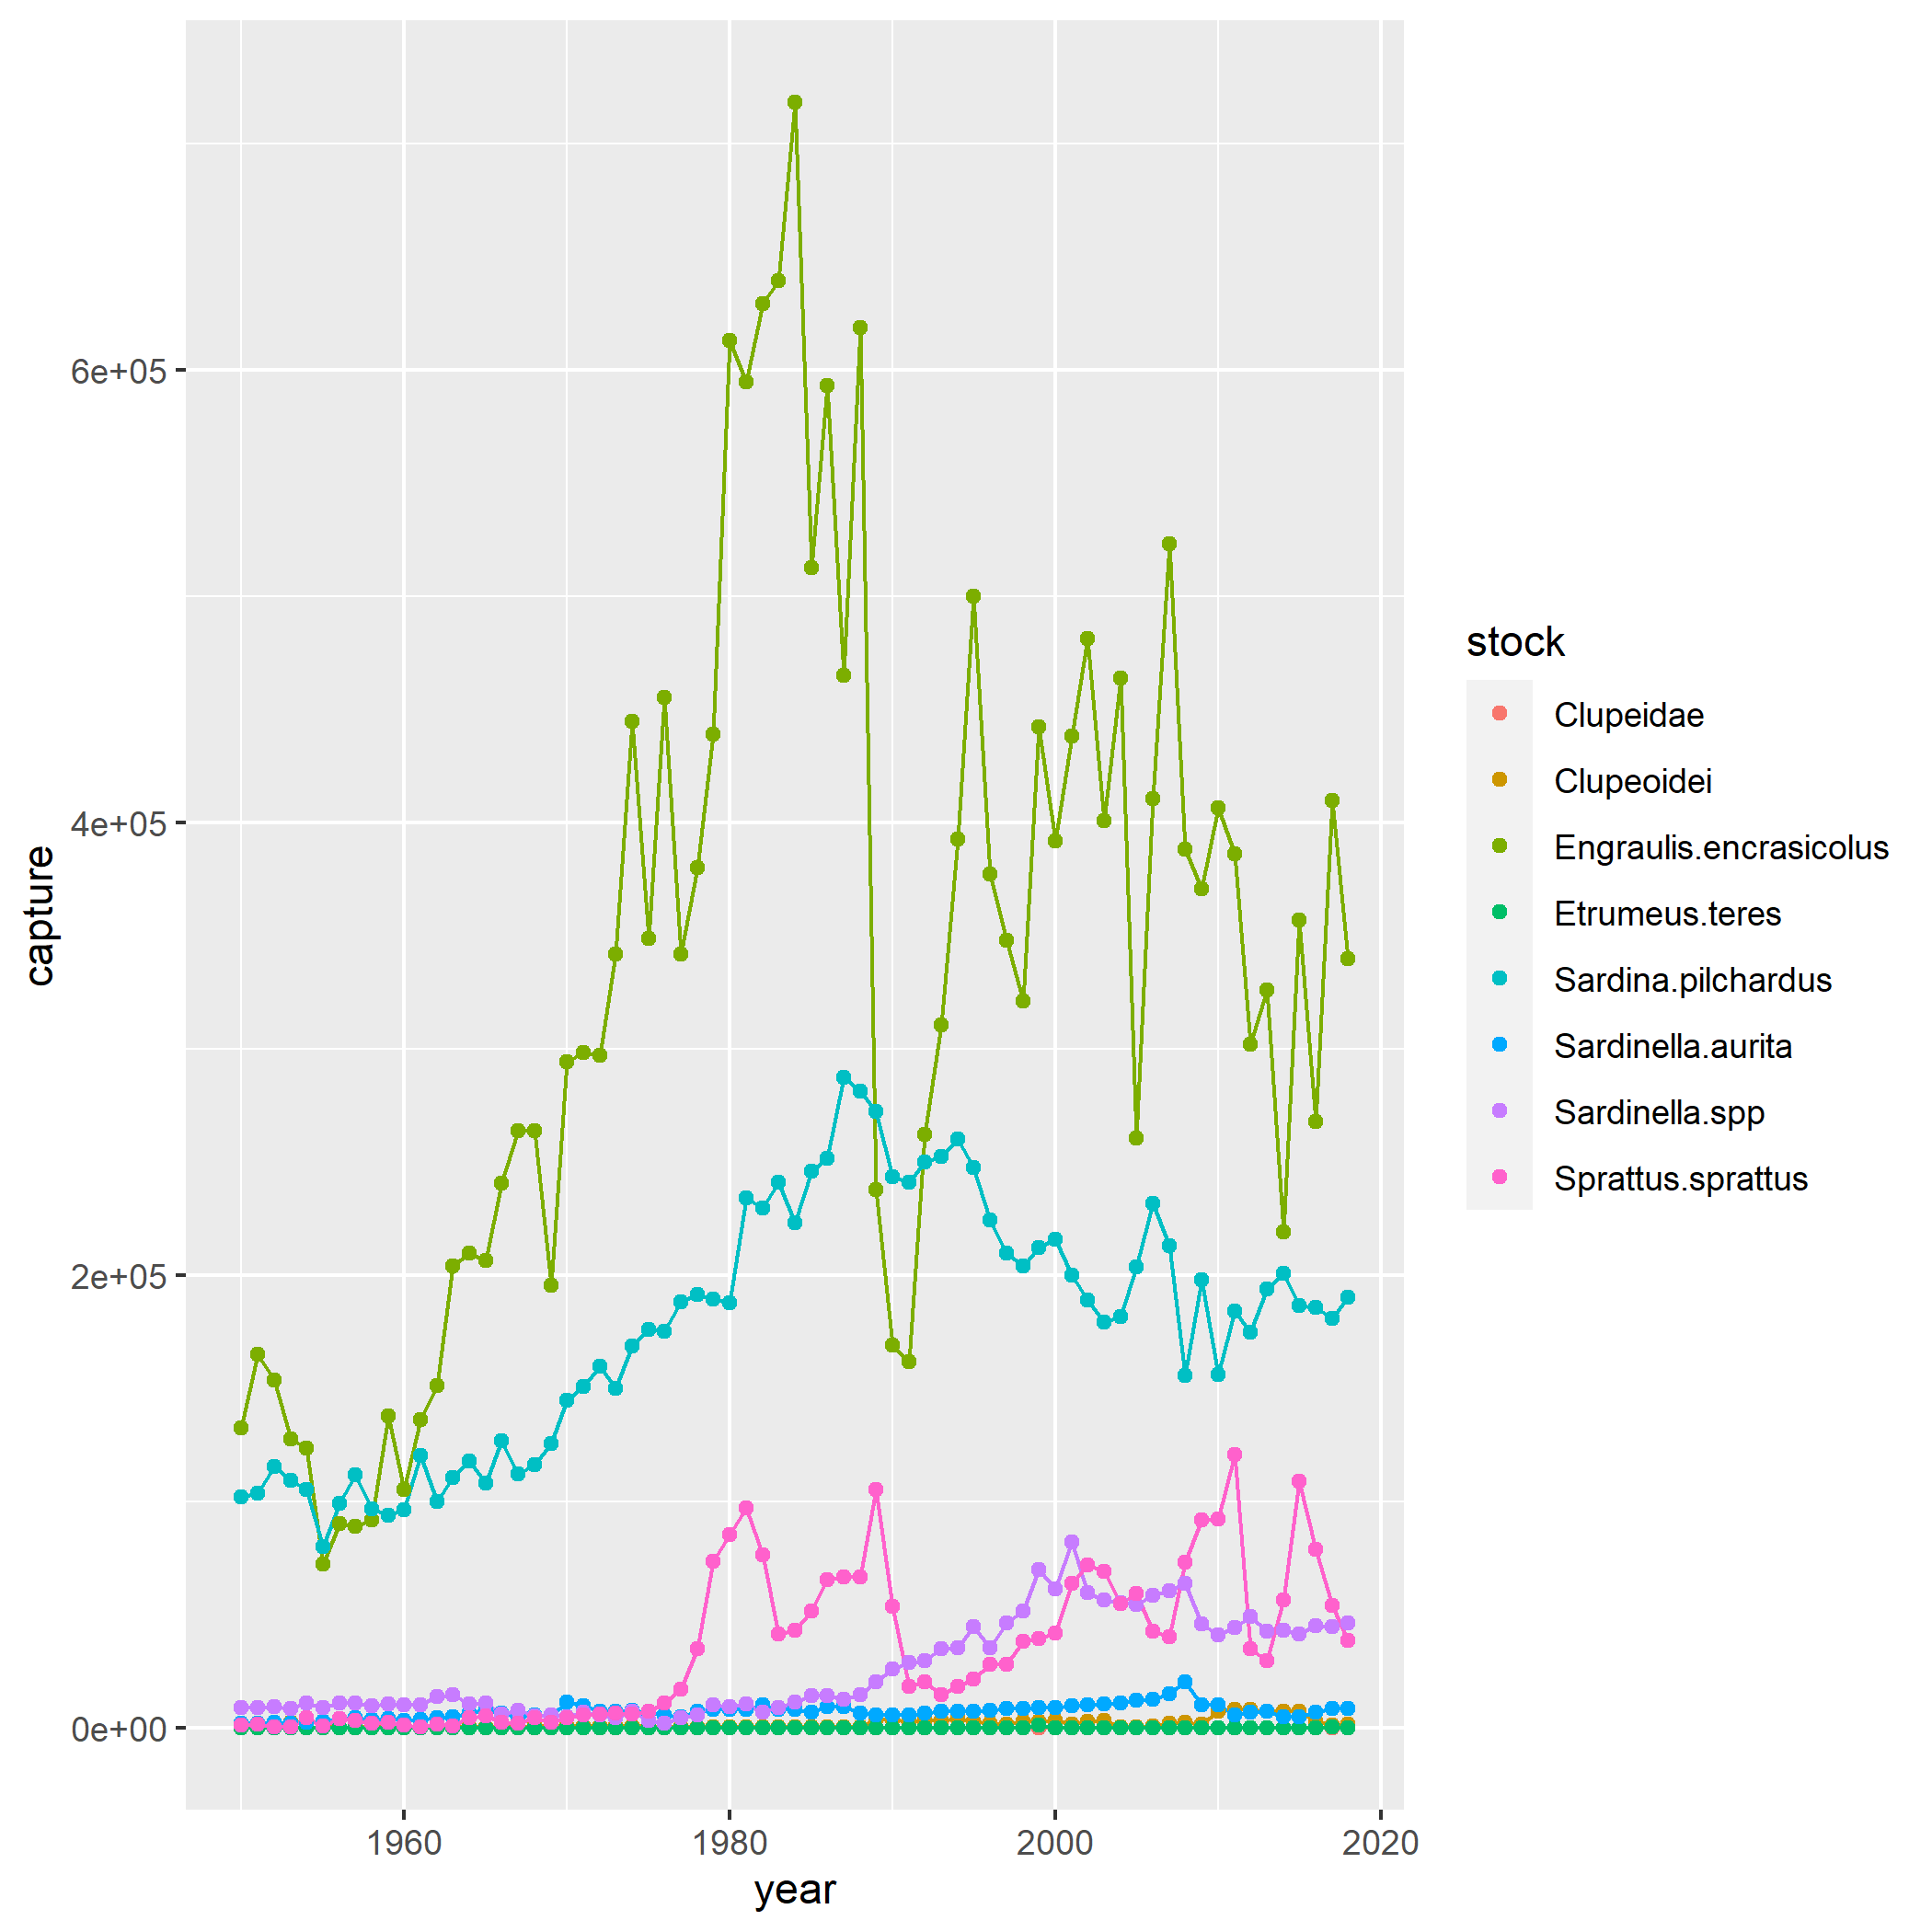 6e+05
4e+05
2e+05
0e+00
capture
1960 1980 2000 2020
year
stock
Clupeidae
Clupeoidei
Engraulis.encrasicolus
Etrumeus.teres
Sardina.pilchardus
Sardinella.aurita
Sardinella.spp
Sprattus.sprattus